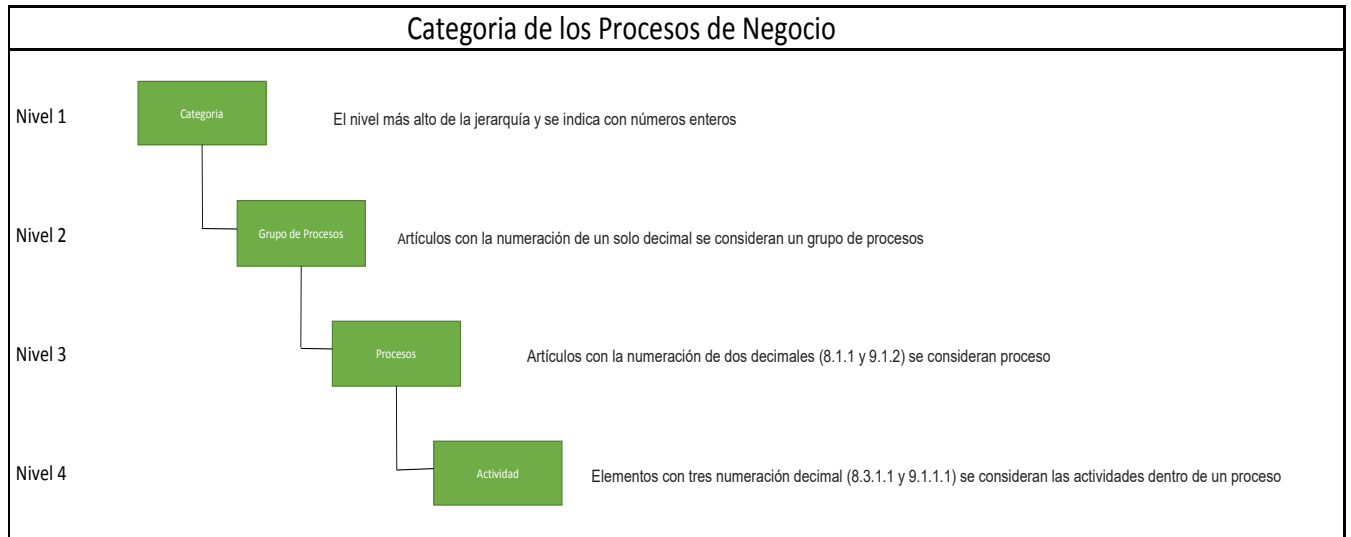 Categoria de los Procesos de Negocio
Nivel 1
Categoria
El nivel más alto de la jerarquía y se indica con números enteros
Nivel 2
Grupo de Procesos
Artículos con la numeración de un solo decimal se consideran un grupo de procesos
Nivel 3
Procesos
Artículos con la numeración de dos decimales (8.1.1 y 9.1.2) se consideran proceso
Nivel 4
Actividad
Elementos con tres numeración decimal (8.3.1.1 y 9.1.1.1) se consideran las actividades dentro de un proceso